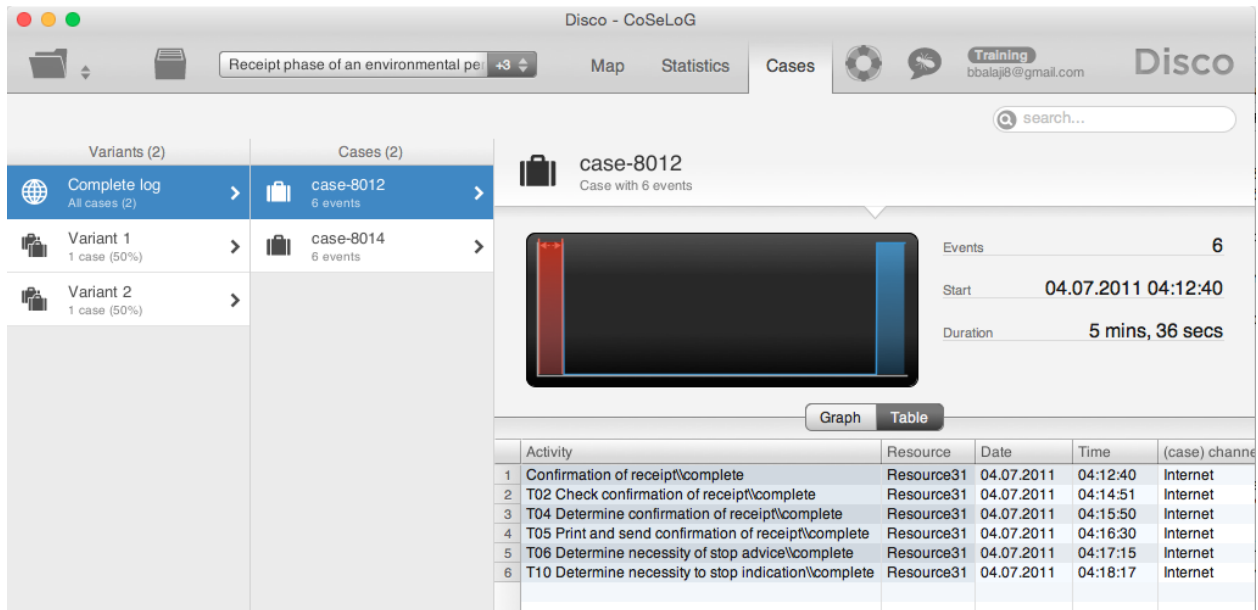 Disco - CoSeLoG
Receipt phase of an environmental per +3
Map Statistics Cases
Training
bbalaji8@gmail.com
Disco
search...
Variants (2)
Complete log
All cases (2)
Variant 1
1 case (50%)
Variant 2
1 case (50%)
Cases (2)
case-8012
6 events
case-8014
6 events
case-8012
Case with 6 events
Events 6
Start 04.07.2011 04:12:40
Duration 5 mins, 36 secs
Graph Table
Activity Resource Date Time (case) channe
1 Confirmation of receipt\\complete Resource31 04.07.2011 04:12:40 Internet
2 T02 Check confirmation of receipt\\complete Resource31 04.07.2011 04:14:51 Internet
3 T04 Determine confirmation of receipt\\complete Resource31 04.07.2011 04:15:50 Internet
4 T05 Print and send confirmation of receipt\\complete Resource31 04.07.2011 04:16:30 Internet
5 T06 Determine necessity of stop advice\\complete Resource31 04.07.2011 04:17:15 Internet
6 T10 Determine necessity to stop indication\\complete Resource31 04.07.2011 04:18:17 Internet